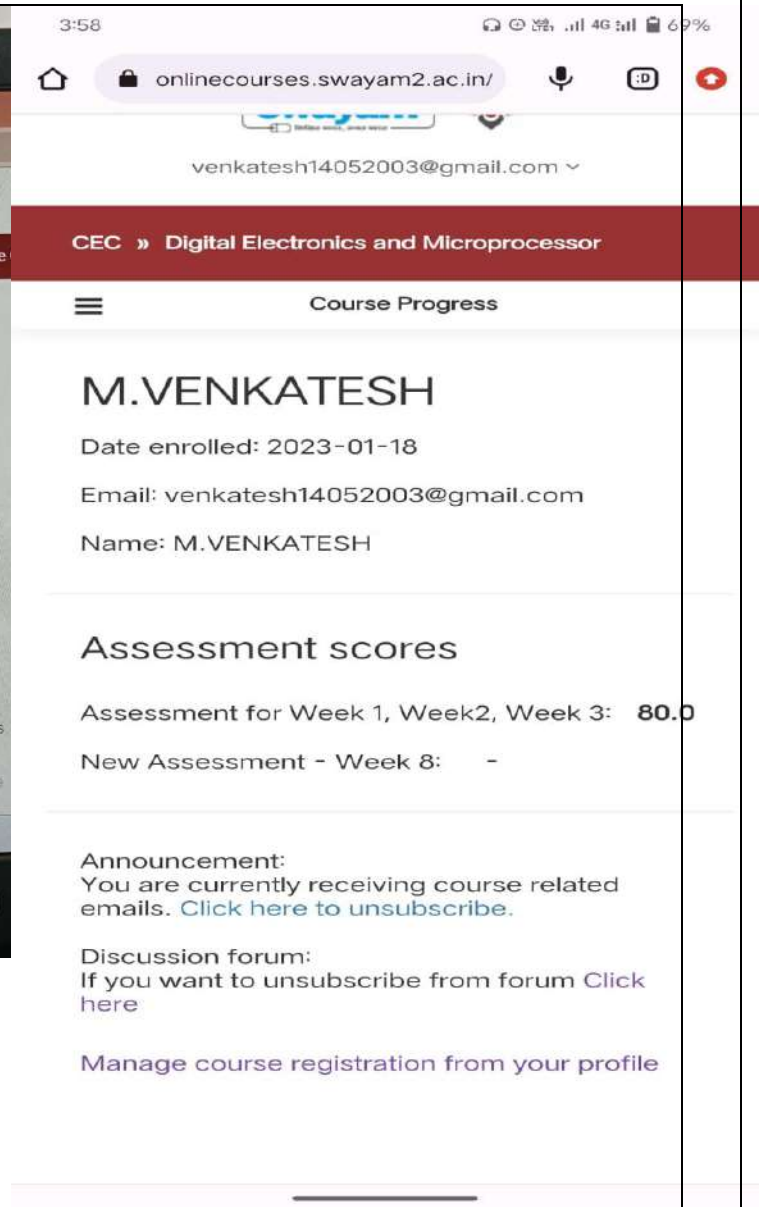 3:58
4G 69%
onlinecourses.swayam2.ac.in/
:D
venkatesh14052003@gmail.com
CEC » Digital Electronics and Microprocessor
Course Progress
M.VENKATESH
Date enrolled: 2023-01-18
Email: venkatesh14052003@gmail.com
Name: M.VENKATESH
Assessment scores
Assessment for Week 1, Week2, Week 3: 80.0
New Assessment - Week 8: -
Announcement:
You are currently receiving course related
emails. Click here to unsubscribe.
Discussion forum:
If you want to unsubscribe from forum Click
here
Manage course registration from your profile